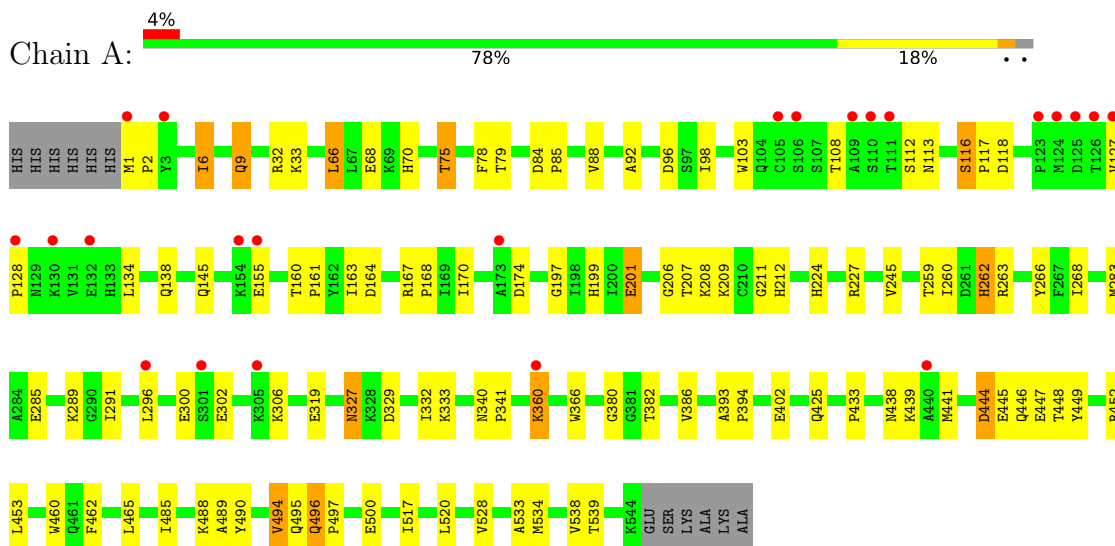 4%
Chain A:
78% 18% • •
HIS HIS HIS HIS HIS HIS M1 P2 Y3 I6 Q9 R32 K33 L66 L67 E68 K69 H70 T75 F78 T79 D84 P85 V88 A92 D96 S97 I98 W103 Q104 C105 S106 S107 T108 A109 S110 T111 S112 N113 S116 P117 D118 P123 M124 D125 T126 V127
P128 N129 K130 V131 E132 H133 L134 Q138 Q145 K154 E155 T160 P161 Y162 I163 D164 R167 P168 I169 I170 A173 D174 G197 I198 H199 I200 E201 G206 T207 K208 K209 C210 G211 H212 H224 R227 V245 T259 I260 D261 H262 R263 Y266 F267 I268 M283
A284 E285 K289 G290 I291 L296 E300 S301 E302 K305 K306 E319 N327 K328 D329 I332 K333 N340 P341 K360 W366 G380 G381 T382 V386 A393 P394 E402 Q425 P433 N438 K439 A440 M441 D444 E445 Q446 E447 T448 Y449
L453 W460 Q461 F462 L465 I485 K488 A489 Y490 V494 Q495 Q496 P497 E500 I517 L520 V528 A533 M534 V538 T539 K544 GLU SER LYS ALA LYS ALA